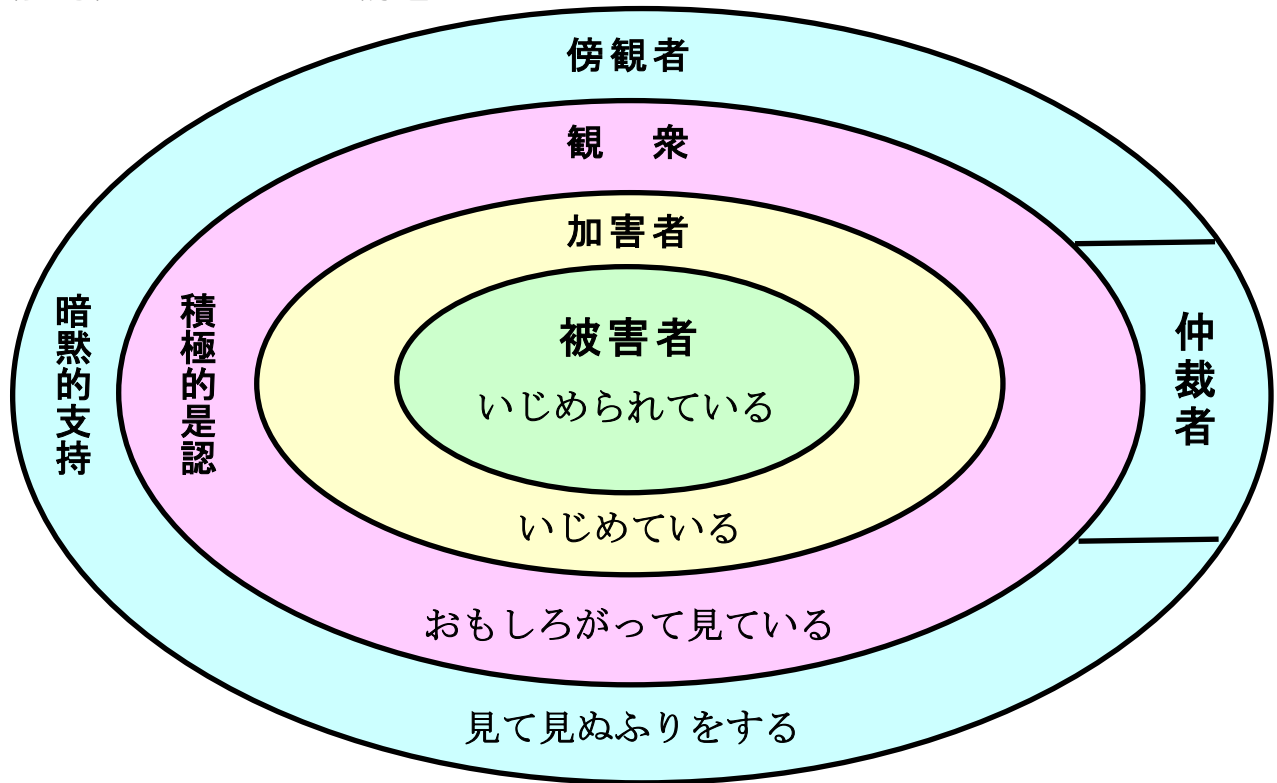 傍観者
観　衆
加害者
被害者
いじめられている
いじめている
おもしろがって見ている
見て見ぬふりをする
暗黙的支持
積極的是認
仲裁者